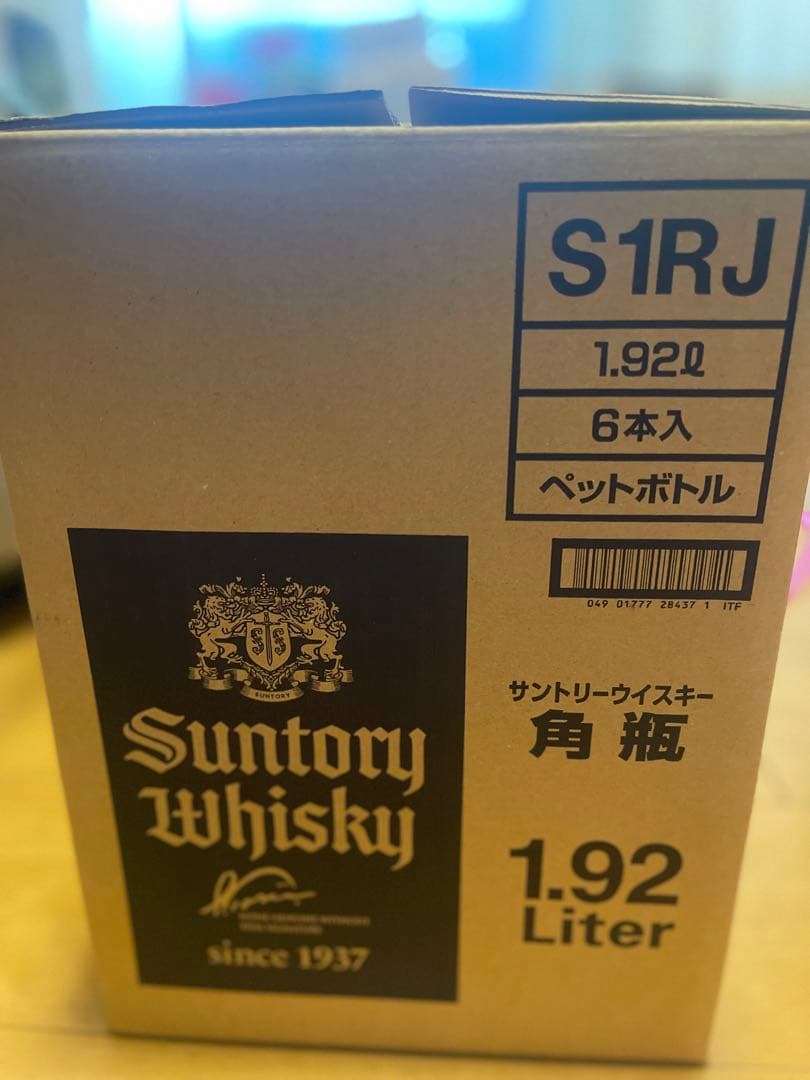 S1RJ
1.92ℓ
6本入
ペットボトル
049 01777 28437 1 ITF
SUNTORY
Suntory
Whisky
since 1937
サントリーウイスキー
角瓶
1.92
Liter